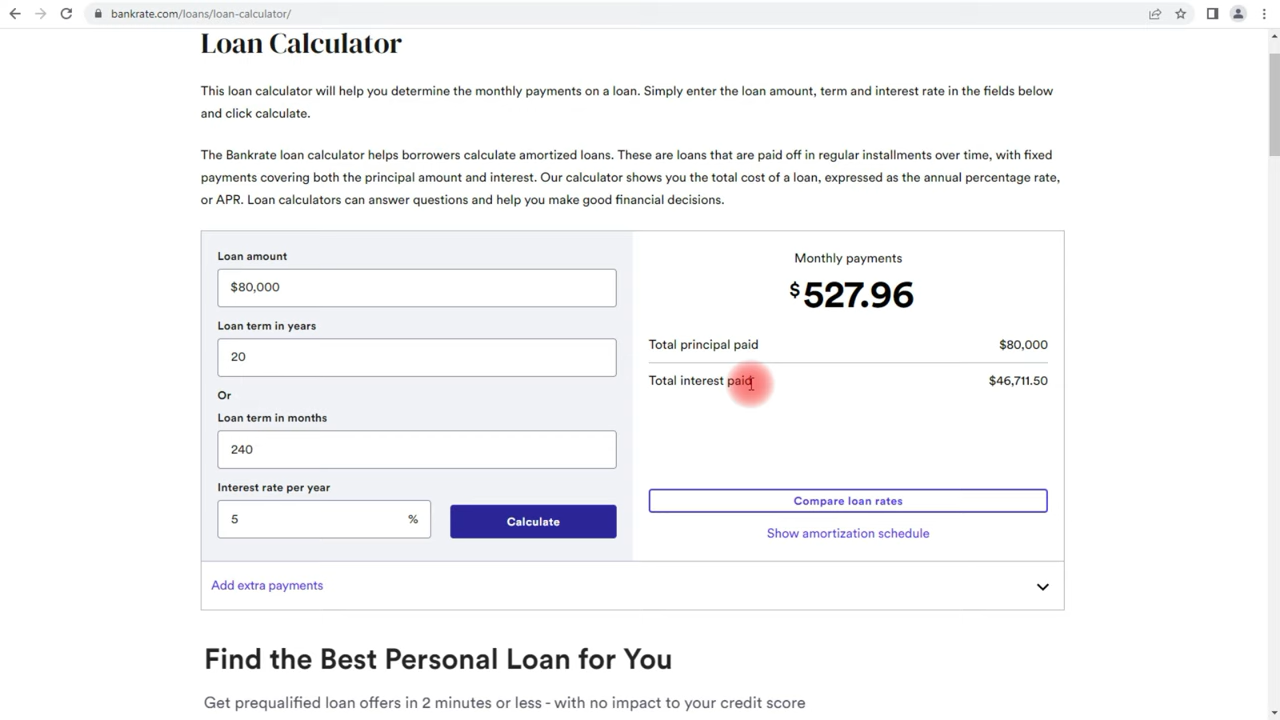 bankrate.com/loans/loan-calculator/
Loan Calculator
This loan calculator will help you determine the monthly payments on a loan. Simply enter the loan amount, term and interest rate in the fields below
and click calculate.
The Bankrate loan calculator helps borrowers calculate amortized loans. These are loans that are paid off in regular installments over time, with fixed
payments covering both the principal amount and interest. Our calculator shows you the total cost of a loan, expressed as the annual percentage rate,
or APR. Loan calculators can answer questions and help you make good financial decisions.
Loan amount
$80,000
Loan term in years
20
Or
Loan term in months
240
Interest rate per year
5 %
Calculate
Monthly payments
$527.96
Total principal paid $80,000
Total interest paid $46,711.50
Compare loan rates
Show amortization schedule
Add extra payments
Find the Best Personal Loan for You
Get prequalified loan offers in 2 minutes or less - with no impact to your credit score